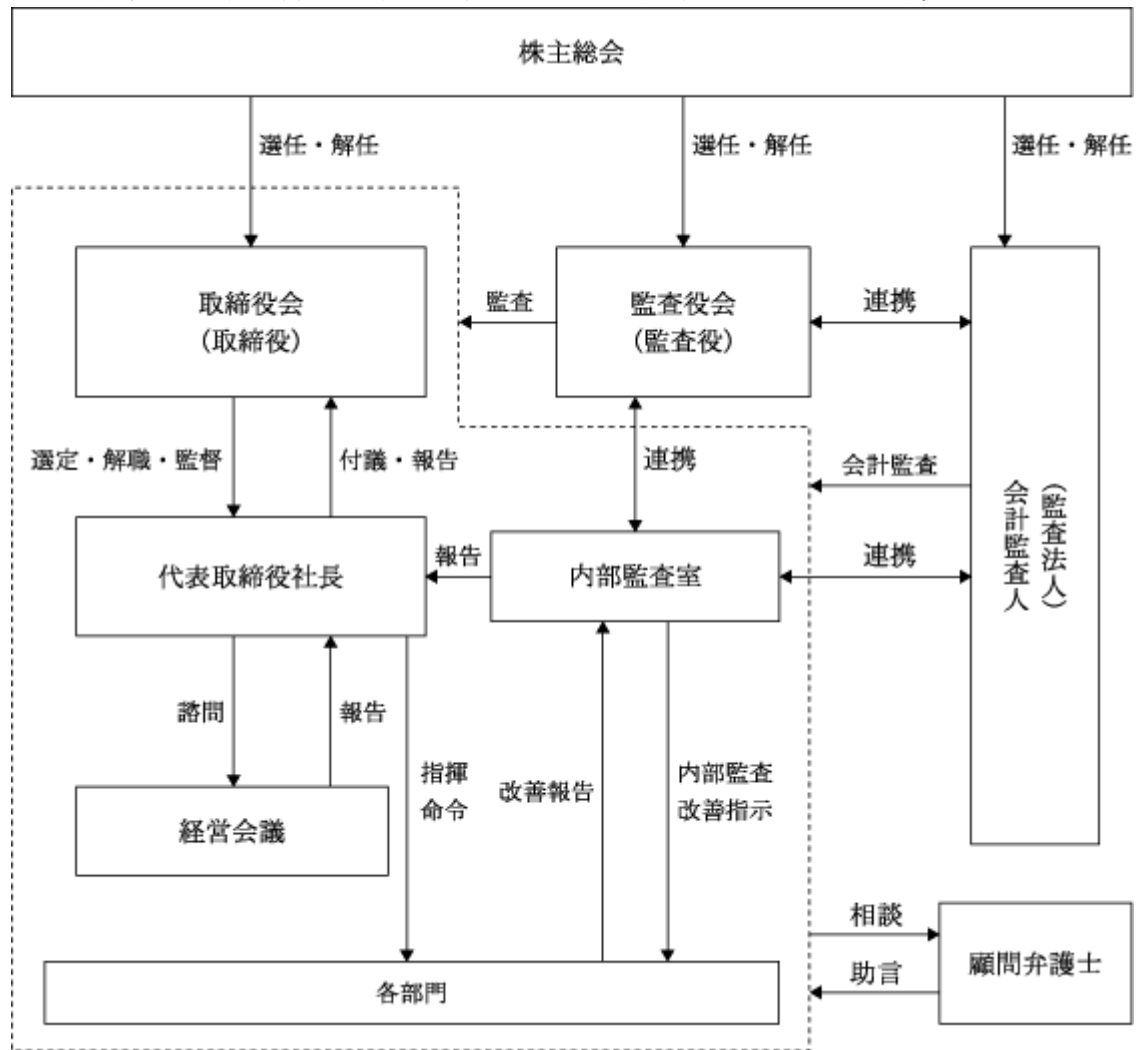 株主総会
選任・解任
選任・解任
選任・解任
取締役会
(取締役)
監査
監査役会
(監査役)
連携
会計監査人
(監査法人)
選定・解職・監督
付議・報告
連携
会計監査
代表取締役社長
報告
内部監査室
連携
諮問
報告
指揮
命令
改善報告
内部監査
改善指示
経営会議
相談
助言
顧問弁護士
各部門